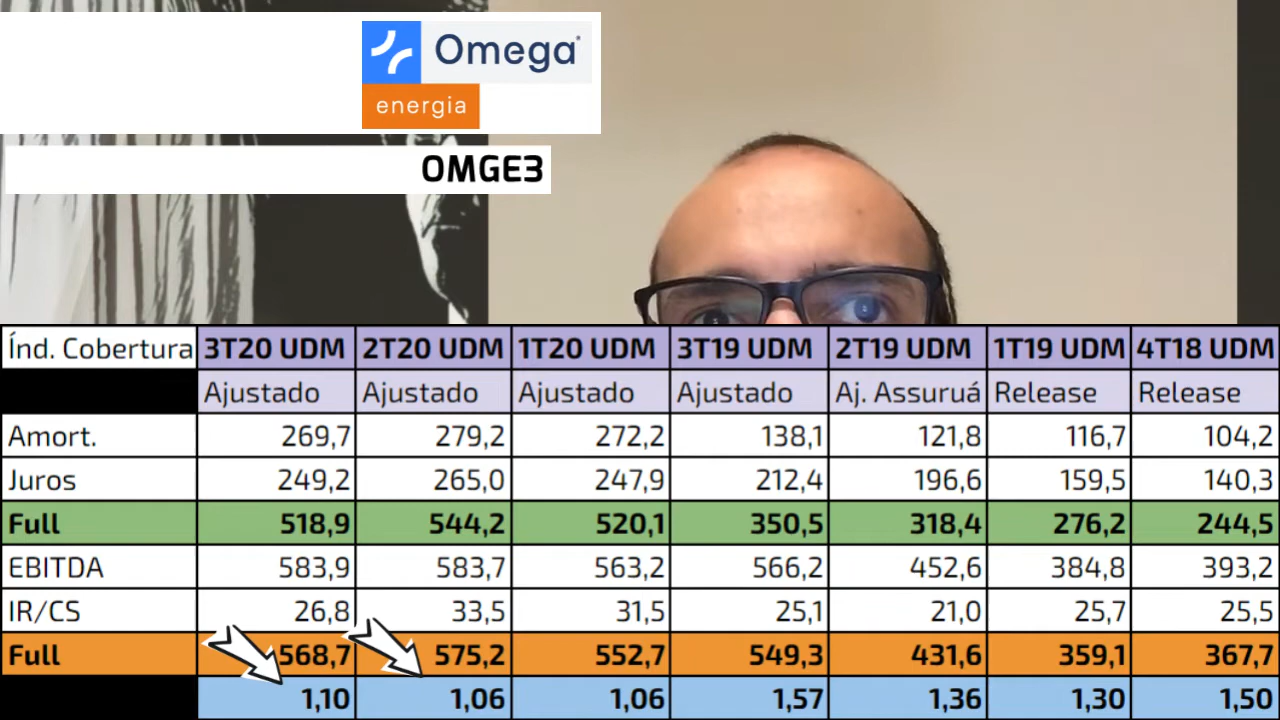 Omega
energia
OMGE3
Índ. Cobertura 3T20 UDM 2T20 UDM 1T20 UDM 3T19 UDM 2T19 UDM 1T19 UDM 4T18 UDM
Ajustado Ajustado Ajustado Ajustado Aj. Assuruá Release Release
Amort. 269,7 279,2 272,2 138,1 121,8 116,7 104,2
Juros 249,2 265,0 247,9 212,4 196,6 159,5 140,3
Full 518,9 544,2 520,1 350,5 318,4 276,2 244,5
EBITDA 583,9 583,7 563,2 566,2 452,6 384,8 393,2
IR/CS 26,8 33,5 31,5 25,1 21,0 25,7 25,5
Full 568,7 575,2 552,7 549,3 431,6 359,1 367,7
1,10 1,06 1,06 1,57 1,36 1,30 1,50